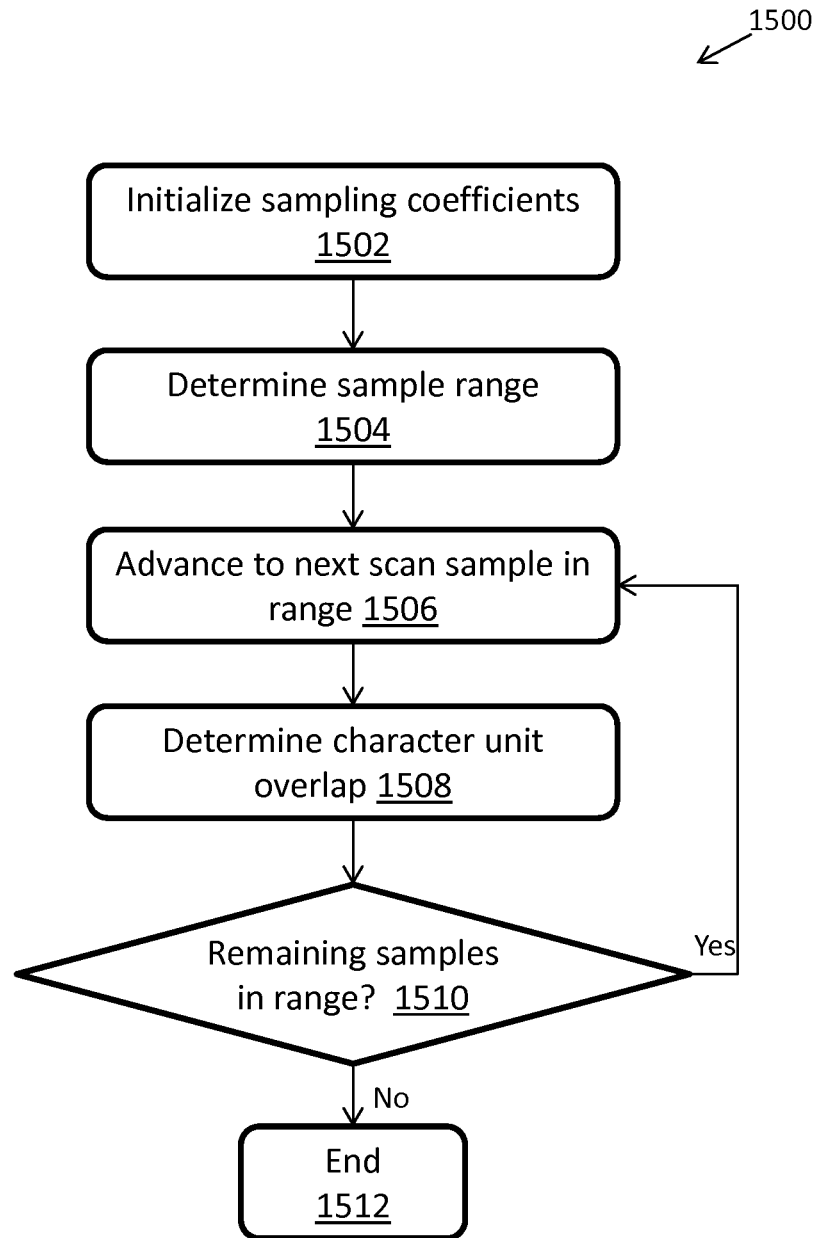 1500
Initialize sampling coefficients
1502
Determine sample range
1504
Advance to next scan sample in
range 1506
Determine character unit
overlap 1508
Remaining samples
in range? 1510
Yes
No
End
1512